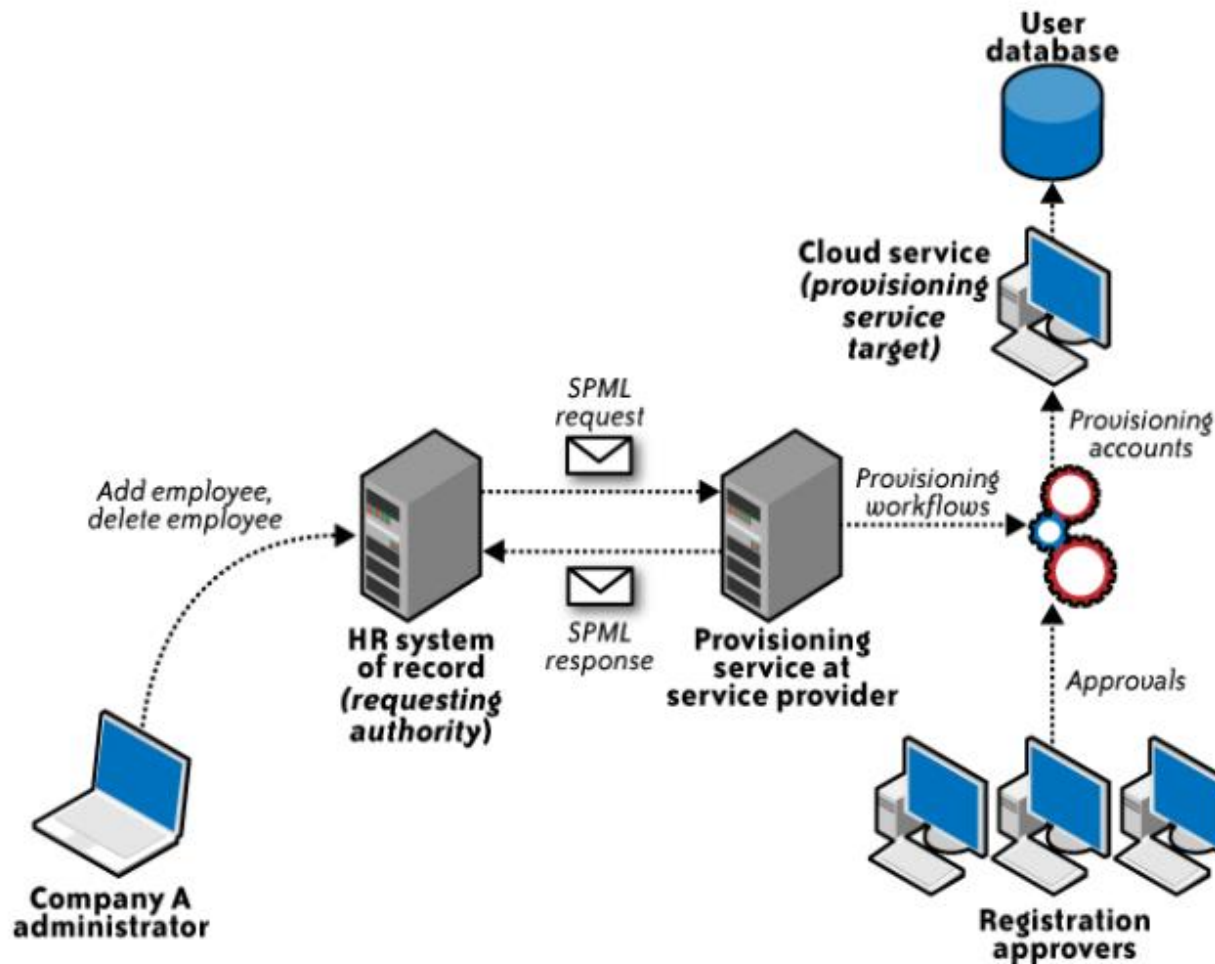 User
database
Cloud service
(provisioning
service
target)
SPML
request
Provisioning
accounts
Add employee,
delete employee
Provisioning
workflows
HR system
of record
(requesting
authority)
SPML
response
Provisioning
service at
service provider
Approvals
Company A
administrator
Registration
approvers